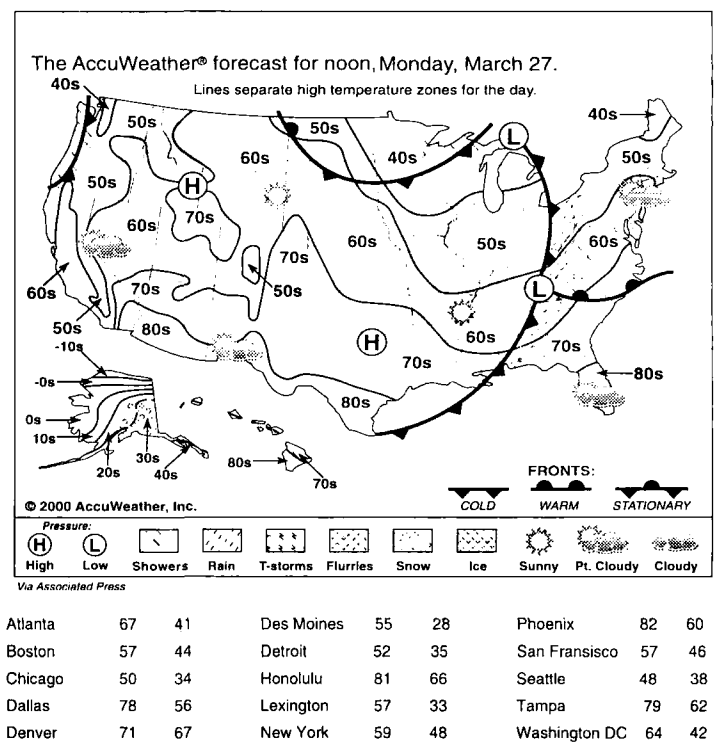 The AccuWeather® forecast for noon, Monday, March 27.
Lines separate high temperature zones for the day.
40s
50s
50s
40s
60s
40s
50s
50s
H
L
70s
60s
60s
60s
50s
70s
60s
50s
L
60s
70s
50s
80s
60s
H
70s
70s
50s
-10s
80s
80s
-0s
0s
10s
20s
30s
40s
80s
70s
FRONTS:
COLD WARM STATIONARY
© 2000 AccuWeather, Inc.
Pressure:
H L
High Low Showers Rain T-storms Flurries Snow Ice Sunny Pt. Cloudy Cloudy
Via Associated Press
Atlanta 67 41 Des Moines 55 28 Phoenix 82 60
Boston 57 44 Detroit 52 35 San Fransisco 57 46
Chicago 50 34 Honolulu 81 66 Seattle 48 38
Dallas 78 56 Lexington 57 33 Tampa 79 62
Denver 71 67 New York 59 48 Washington DC 64 42